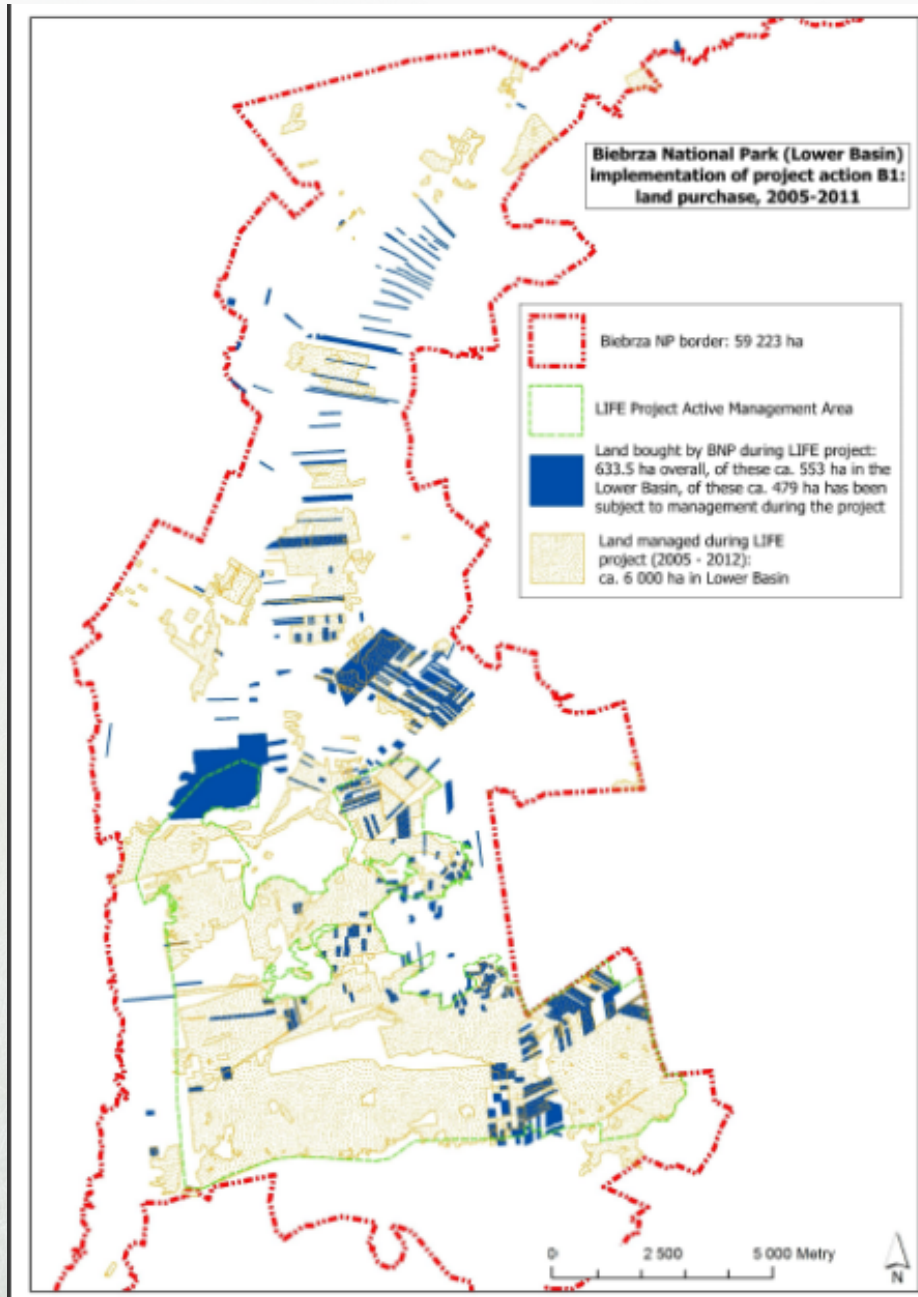 Biebrza National Park (Lower Basin)
implementation of project action B1:
land purchase, 2005-2011
Biebrza NP border: 59 223 ha
LIFE Project Active Management Area
Land bought by BNP during LIFE project:
633.5 ha overall, of these ca. 553 ha in the
Lower Basin, of these ca. 479 ha has been
subject to management during the project
Land managed during LIFE
project (2005 - 2012):
ca. 6 000 ha in Lower Basin
0 2 500 5 000 Metry
N